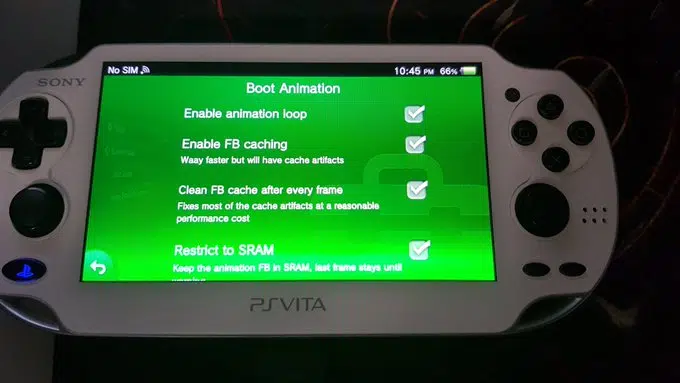 No SIM
10:45 PM 66%
SONY
Boot Animation
Enable animation loop
Enable FB caching
Waay faster but will have cache artifacts
Clean FB cache after every frame
Fixes most of the cache artifacts at a reasonable
performance cost
Restrict to SRAM
Keep the animation FB in SRAM, last frame stays until
PSVITA